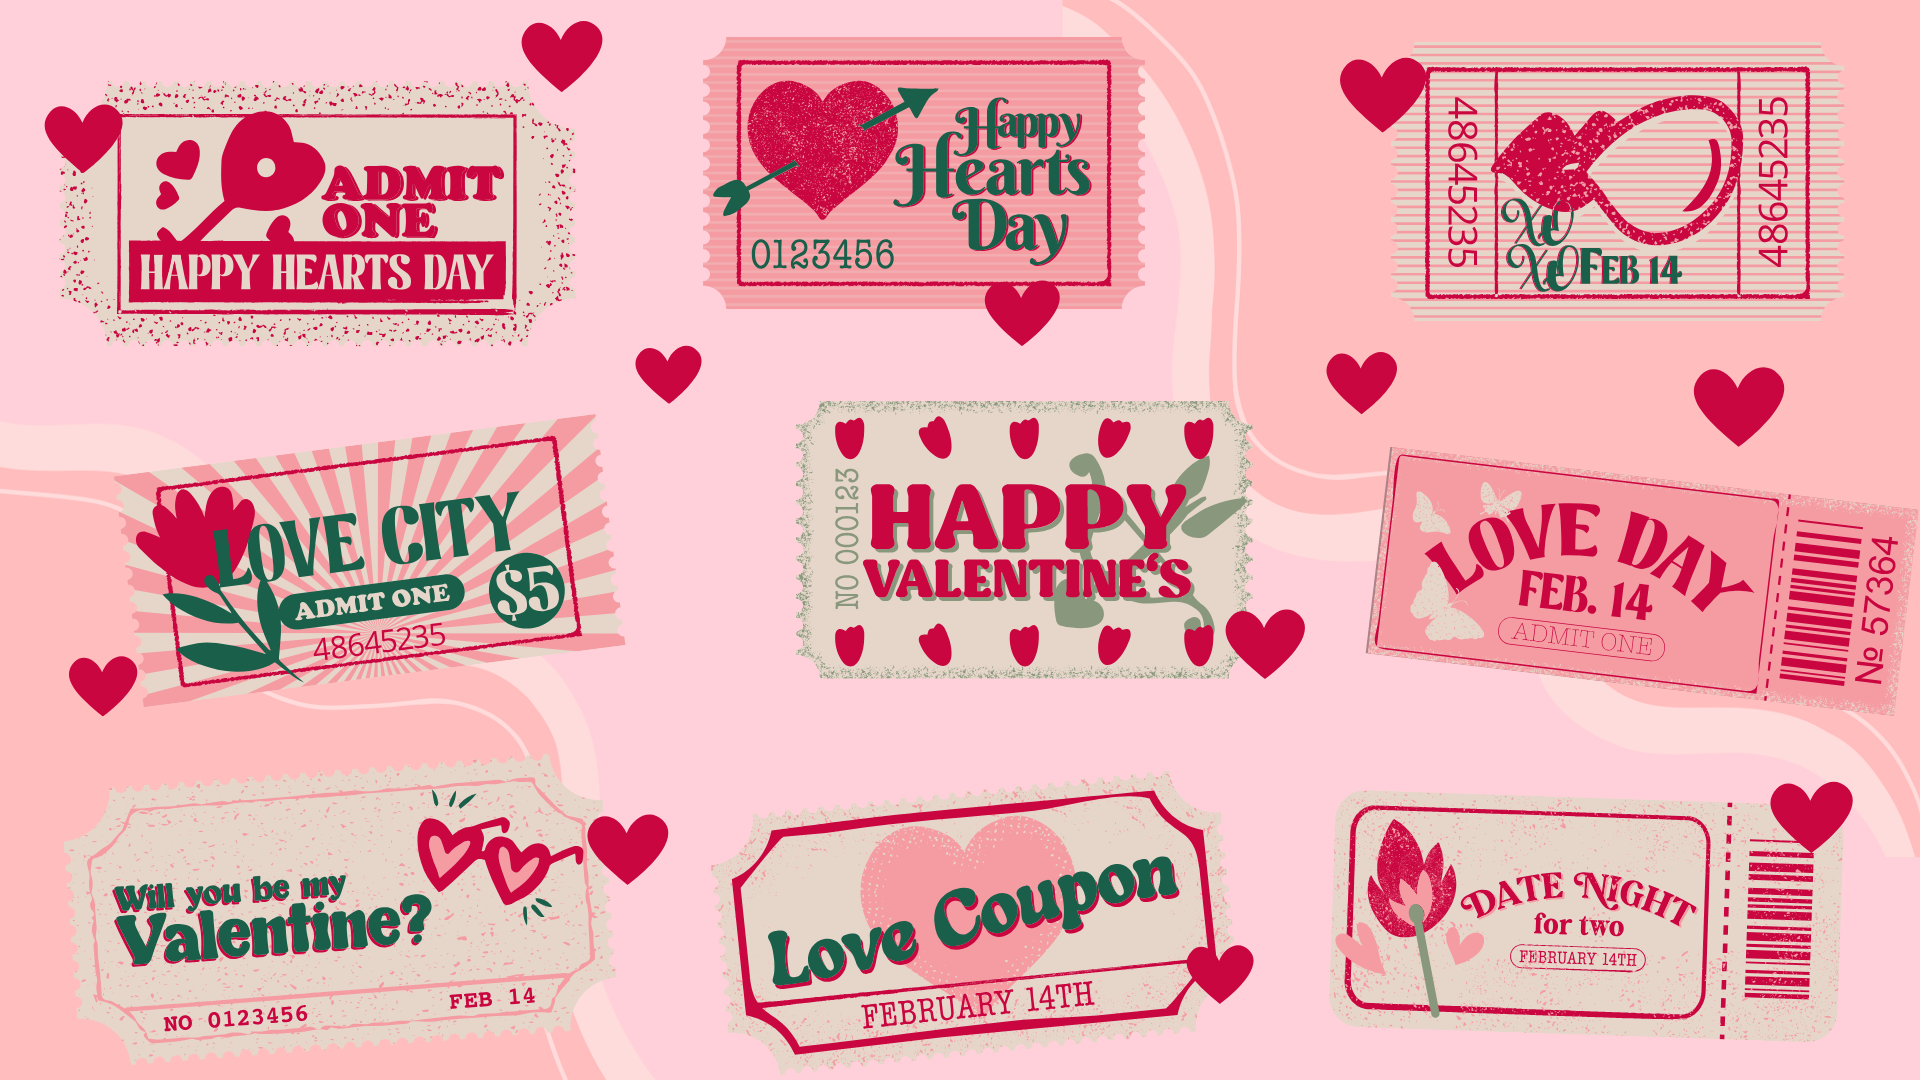 ADMIT
ONE
HAPPY HEARTS DAY
Happy
Hearts
Day
0123456
48645235
XO
XO FEB 14
48645235
LOVE CITY
ADMIT ONE
$5
48645235
NO 000123
HAPPY
VALENTINE'S
LOVE DAY
FEB. 14
ADMIT ONE
№ 57364
Will you be my
Valentine?
NO 0123456
FEB 14
Love Coupon
FEBRUARY 14TH
DATE NIGHT
for two
FEBRUARY 14TH